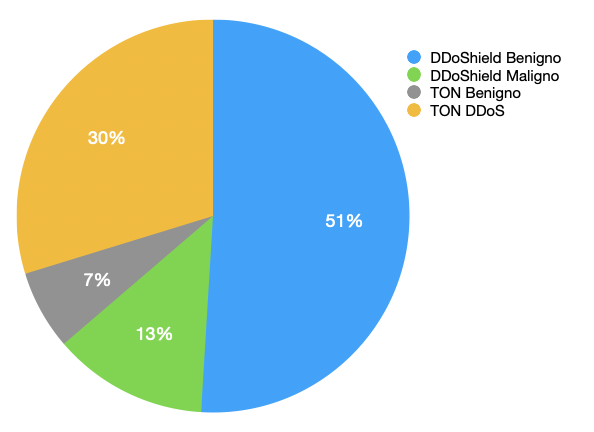 DDoShield Benigno
DDoShield Maligno
TON Benigno
TON DDoS
30%
51%
7%
13%